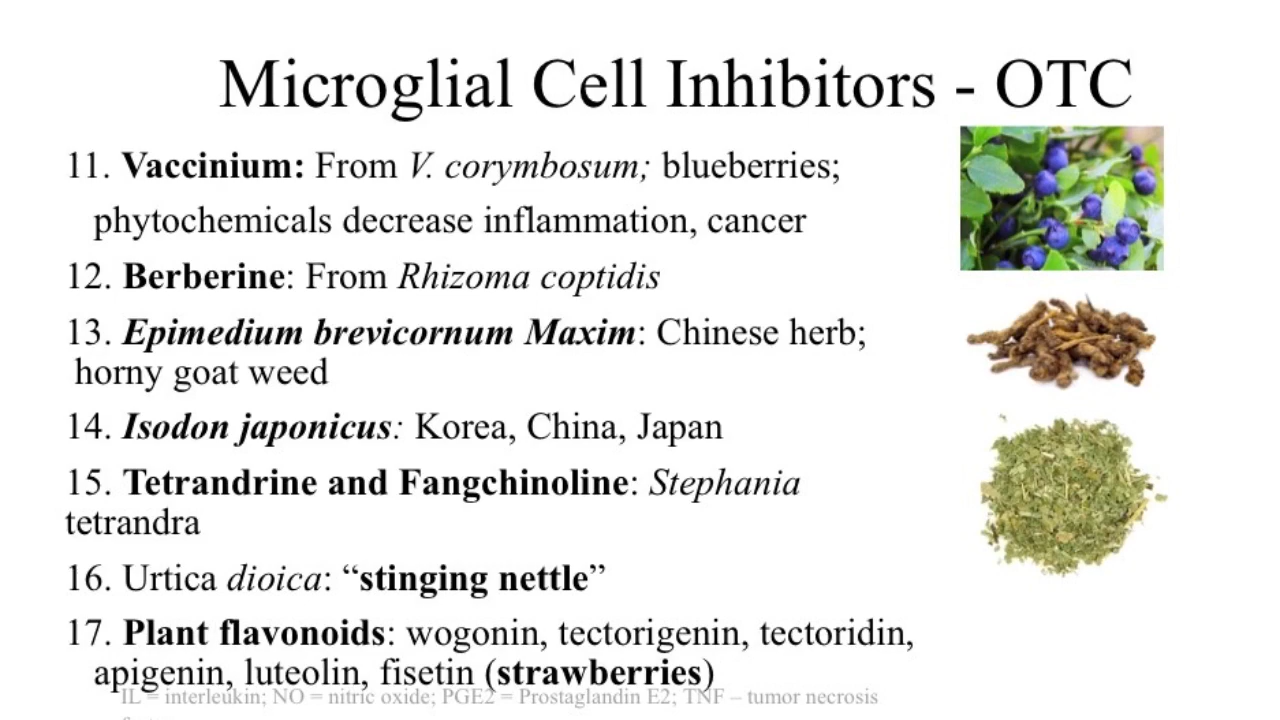 Microglial Cell Inhibitors - OTC
11. Vaccinium: From V. corymbosum; blueberries;
phytochemicals decrease inflammation, cancer
12. Berberine: From Rhizoma coptidis
13. Epimedium brevicornum Maxim: Chinese herb;
horny goat weed
14. Isodon japonicus: Korea, China, Japan
15. Tetrandrine and Fangchinoline: Stephania
tetrandra
16. Urtica dioica: “stinging nettle”
17. Plant flavonoids: wogonin, tectorigenin, tectoridin,
apigenin, luteolin, fisetin (strawberries)
IL = interleukin; NO = nitric oxide; PGE2 = Prostaglandin E2; TNF – tumor necrosis